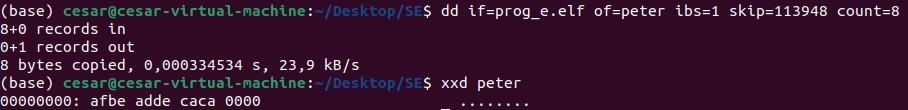 (base) cesar@cesar-virtual-machine:~/Desktop/SE$ dd if=prog_e.elf of=peter ibs=1 skip=113948 count=8
8+0 records in
0+1 records out
8 bytes copied, 0,000334534 s, 23,9 kB/s
(base) cesar@cesar-virtual-machine:~/Desktop/SE$ xxd peter
00000000: afbe adde caca 0000                      ........